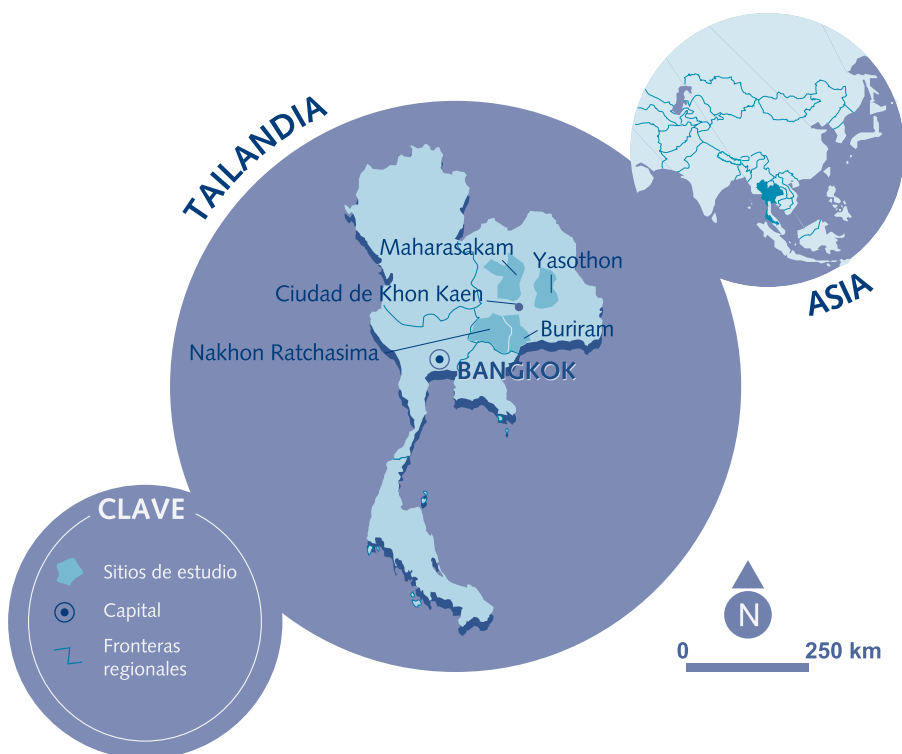 TAILANDIA
ASIA
Maharasakam
Yasothon
Ciudad de Khon Kaen
Buriram
Nakhon Ratchasima
BANGKOK
CLAVE
Sitios de estudio
Capital
Fronteras
regionales
N
0 250 km